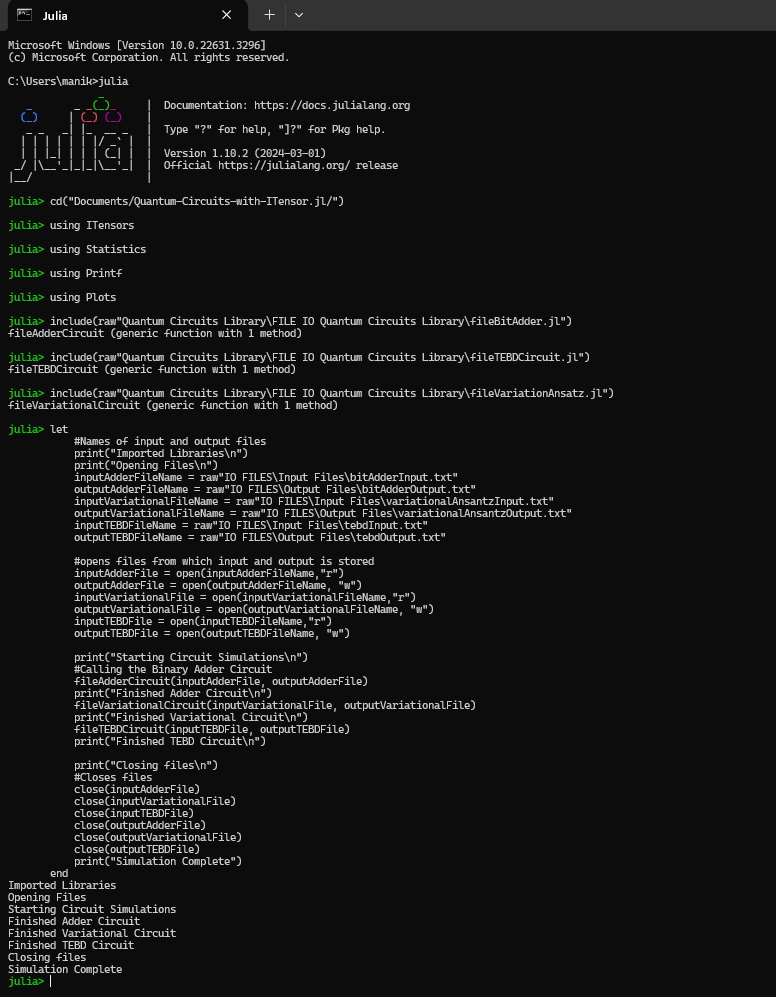 Julia
Microsoft Windows [Version 10.0.22631.3296]
(c) Microsoft Corporation. All rights reserved.
C:\Users\manik>julia
               _
   _       _ _(_)_     |  Documentation: https://docs.julialang.org
  (_)     | (_) (_)    |
   _ _   _| |_  __ _   |  Type "?" for help, "]?" for Pkg help.
  | | | | | | |/ _` |  |
  | | |_| | | | (_| |  |  Version 1.10.2 (2024-03-01)
 _/ |\__'_|_|_|\__'_|  |  Official https://julialang.org/ release
|__/                   |
julia> cd("Documents/Quantum-Circuits-with-ITensor.jl/")
julia> using ITensors
julia> using Statistics
julia> using Printf
julia> using Plots
julia> include(raw"Quantum Circuits Library\FILE IO Quantum Circuits Library\fileBitAdder.jl")
fileAdderCircuit (generic function with 1 method)
julia> include(raw"Quantum Circuits Library\FILE IO Quantum Circuits Library\fileTEBDCircuit.jl")
fileTEBDCircuit (generic function with 1 method)
julia> include(raw"Quantum Circuits Library\FILE IO Quantum Circuits Library\fileVariationAnsatz.jl")
fileVariationalCircuit (generic function with 1 method)
julia> let
#Names of input and output files
print("Imported Libraries\n")
print("Opening Files\n")
inputAdderFileName = raw"IO FILES\Input Files\bitAdderInput.txt"
outputAdderFileName = raw"IO FILES\Output Files\bitAdderOutput.txt"
inputVariationalFileName = raw"IO FILES\Input Files\variationalAnsantzInput.txt"
outputVariationalFileName = raw"IO FILES\Output Files\variationalAnsantzOutput.txt"
inputTEBDFileName = raw"IO FILES\Input Files\tebdInput.txt"
outputTEBDFileName = raw"IO FILES\Output Files\tebdOutput.txt"
#opens files from which input and output is stored
inputAdderFile = open(inputAdderFileName,"r")
outputAdderFile = open(outputAdderFileName, "w")
inputVariationalFile = open(inputVariationalFileName,"r")
outputVariationalFile = open(outputVariationalFileName, "w")
inputTEBDFile = open(inputTEBDFileName,"r")
outputTEBDFile = open(outputTEBDFileName, "w")
print("Starting Circuit Simulations\n")
#Calling the Binary Adder Circuit
fileAdderCircuit(inputAdderFile, outputAdderFile)
print("Finished Adder Circuit\n")
fileVariationalCircuit(inputVariationalFile, outputVariationalFile)
print("Finished Variational Circuit\n")
fileTEBDCircuit(inputTEBDFile, outputTEBDFile)
print("Finished TEBD Circuit\n")
print("Closing files\n")
#Closes files
close(inputAdderFile)
close(inputVariationalFile)
close(inputTEBDFile)
close(outputAdderFile)
close(outputVariationalFile)
close(outputTEBDFile)
print("Simulation Complete")
end
Imported Libraries
Opening Files
Starting Circuit Simulations
Finished Adder Circuit
Finished Variational Circuit
Finished TEBD Circuit
Closing files
Simulation Complete
julia>